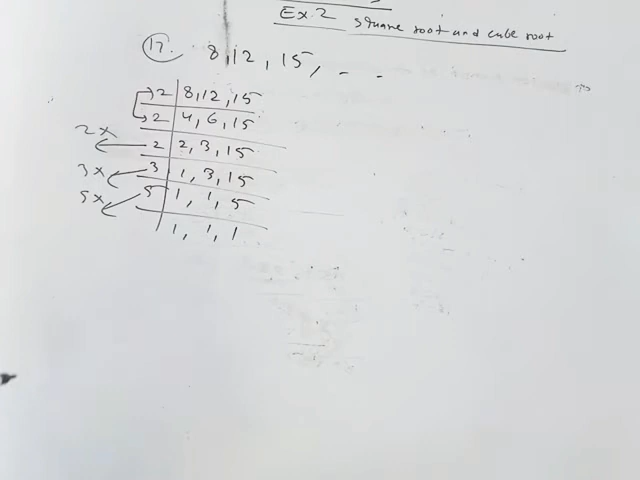 Ex.2 square root and cube root
17. 8,12,15, - -
2 8,12,15
2 4, 6, 15
2x 2 2, 3, 15
3x 3 1, 3, 15
5x 5 1, 1, 5
1, 1, 1